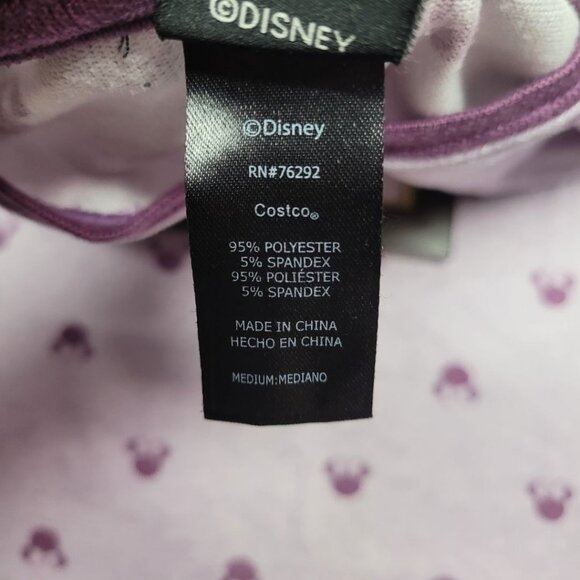 ©DISNEY
©Disney
RN#76292
Costco®
95% POLYESTER
5% SPANDEX
95% POLIÉSTER
5% SPANDEX
MADE IN CHINA
HECHO EN CHINA
MEDIUM:MEDIANO